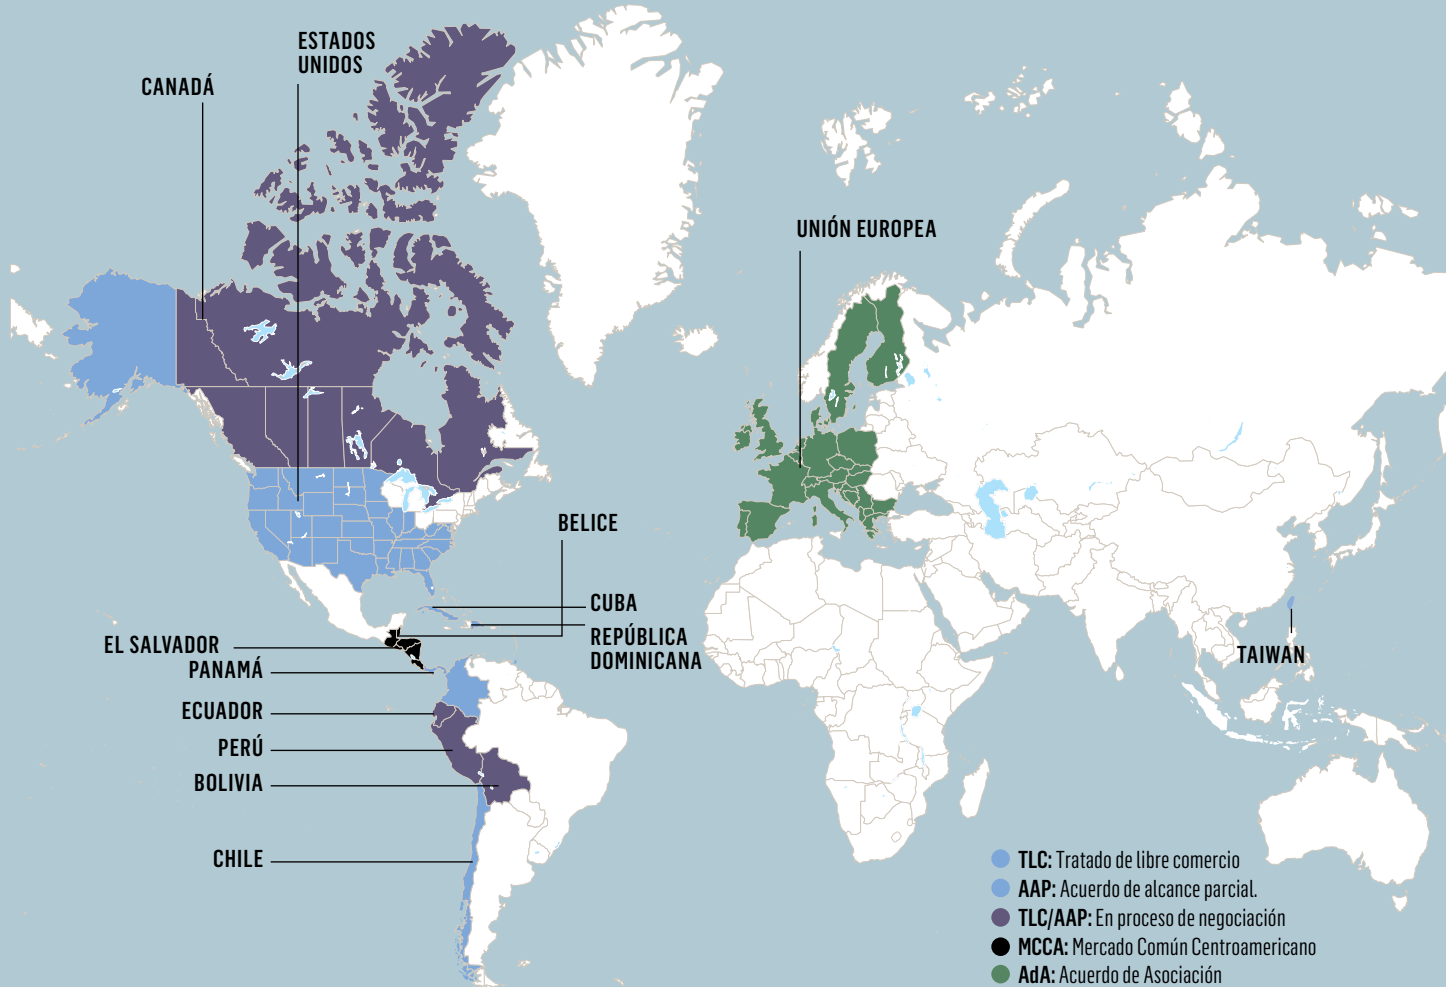 ESTADOS
UNIDOS
CANADÁ
UNIÓN EUROPEA
BELICE
CUBA
REPÚBLICA
DOMINICANA
EL SALVADOR
PANAMÁ
TAIWAN
ECUADOR
PERÚ
BOLIVIA
CHILE
TLC: Tratado de libre comercio
AAP: Acuerdo de alcance parcial.
TLC/AAP: En proceso de negociación
MCCA: Mercado Común Centroamericano
AdA: Acuerdo de Asociación